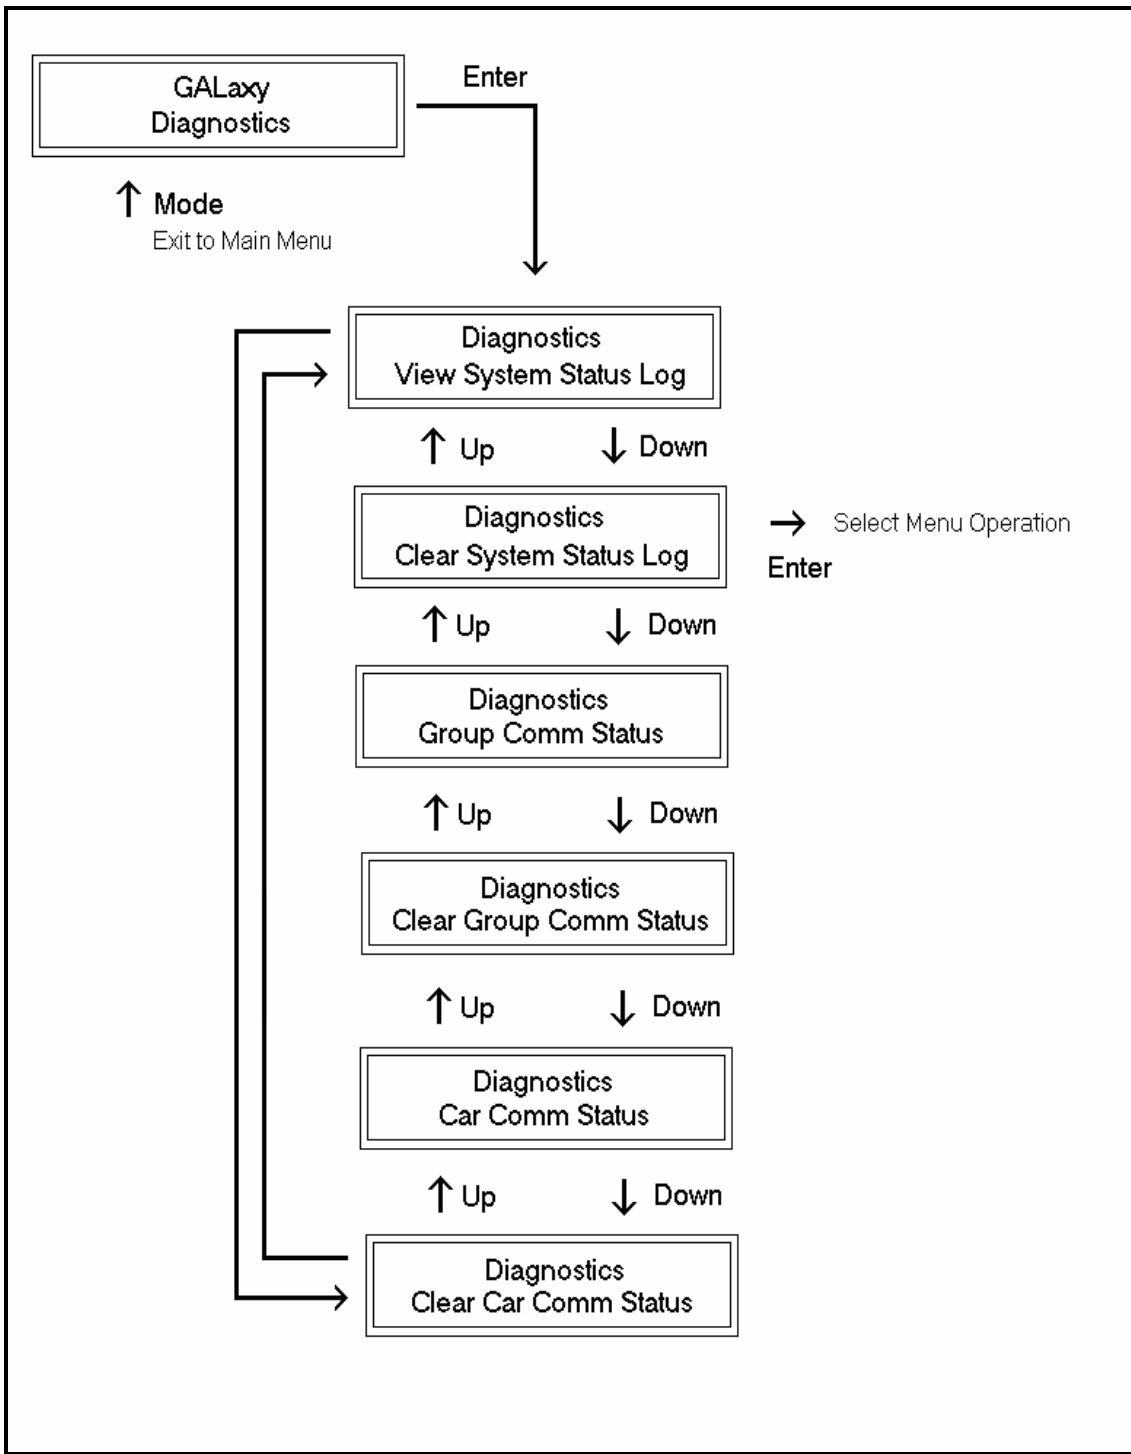 GALaxy
Diagnostics
Enter
Mode
Exit to Main Menu
Diagnostics
View System Status Log
Up
Down
Diagnostics
Clear System Status Log
Select Menu Operation
Enter
Up
Down
Diagnostics
Group Comm Status
Up
Down
Diagnostics
Clear Group Comm Status
Up
Down
Diagnostics
Car Comm Status
Up
Down
Diagnostics
Clear Car Comm Status